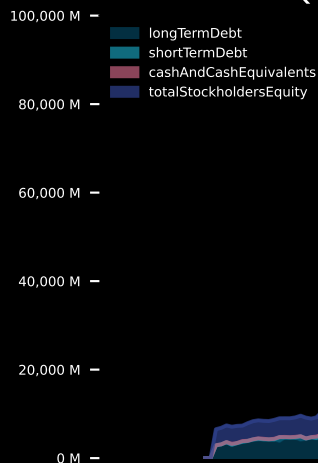 100,000 M
longTermDebt
shortTermDebt
cashAndCashEquivalents
totalStockholdersEquity
80,000 M
60,000 M
40,000 M
20,000 M
0 M